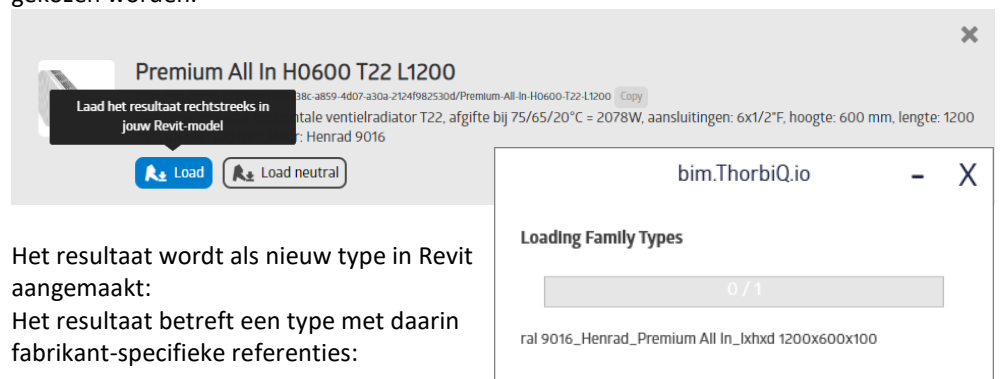 gekozen worden:
Premium All In H0600 T22 L1200
38c-a859-4d07-a30a-2124f982530d/Premium-All-In-H0600-T22-L1200 Copy
Laad het resultaat rechtstreeks in
jouw Revit-model
ntale ventielradiator T22, afgifte bij 75/65/20°C = 2078W, aansluitingen: 6x1/2"F, hoogte: 600 mm, lengte: 1200
r: Henrad 9016
Load Load neutral
bim.ThorbiQ.io - X
Loading Family Types
0 / 1
ral 9016_Henrad_Premium All In_lxhxd 1200x600x100
Het resultaat wordt als nieuw type in Revit
aangemaakt:
Het resultaat betreft een type met daarin
fabrikant-specifieke referenties: